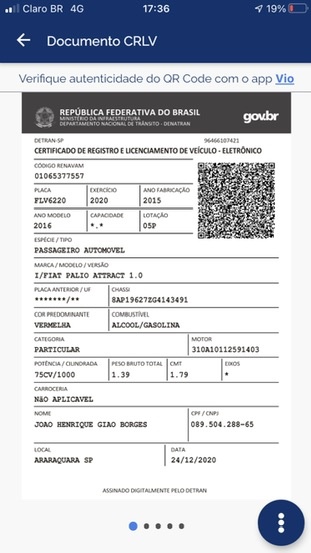 Claro BR 4G 17:36 19%
Documento CRLV
Verifique autenticidade do QR Code com o app Vio
REPÚBLICA FEDERATIVA DO BRASIL
MINISTÉRIO DA INFRAESTRUTURA
DEPARTAMENTO NACIONAL DE TRÂNSITO - DENATRAN
gov.br
DETRAN-SP 96466107421
CERTIFICADO DE REGISTRO E LICENCIAMENTO DE VEÍCULO - ELETRÔNICO
CÓDIGO RENAVAM
01065377557
PLACA EXERCÍCIO ANO FABRICAÇÃO
FLV6220 2020 2015
ANO MODELO CAPACIDADE LOTAÇÃO
2016 *.* 05P
ESPÉCIE / TIPO
PASSAGEIRO AUTOMOVEL
MARCA / MODELO / VERSÃO
I/FIAT PALIO ATTRACT 1.0
PLACA ANTERIOR / UF CHASSI
*******/** 8AP19627ZG4143491
COR PREDOMINANTE COMBUSTÍVEL
VERMELHA ALCOOL/GASOLINA
CATEGORIA MOTOR
PARTICULAR 310A10112591403
POTÊNCIA / CILINDRADA PESO BRUTO TOTAL CMT EIXOS
75CV/1000 1.39 1.79 *
CARROCERIA
NãO APLICAVEL
NOME CPF / CNPJ
JOAO HENRIQUE GIAO BORGES 089.504.288-65
LOCAL DATA
ARARAQUARA SP 24/12/2020
ASSINADO DIGITALMENTE PELO DETRAN